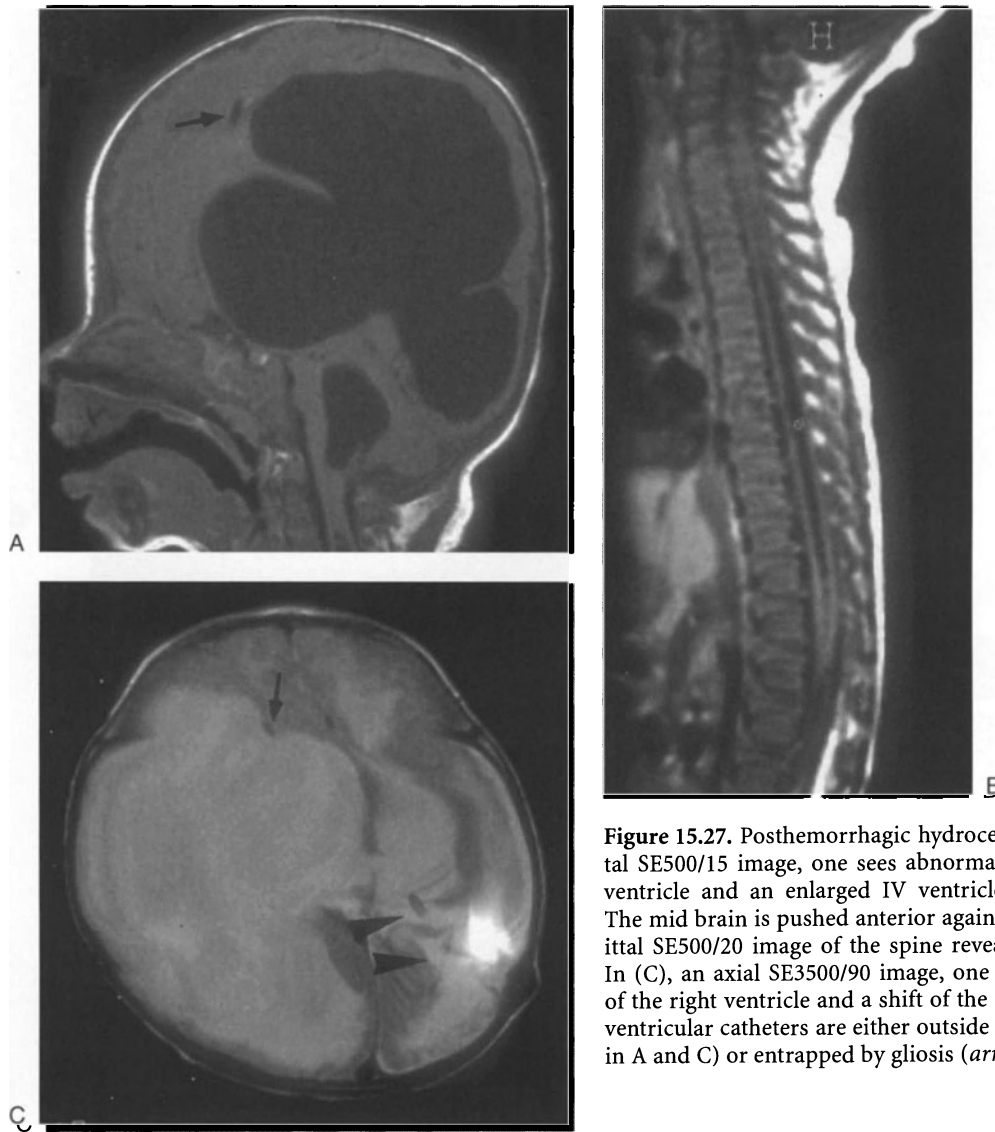 H
A
B
C
Figure 15.27. Posthemorrhagic hydroce
tal SE500/15 image, one sees abnorma
ventricle and an enlarged IV ventricl
The mid brain is pushed anterior again
ittal SE500/20 image of the spine revea
In (C), an axial SE3500/90 image, one
of the right ventricle and a shift of the
ventricular catheters are either outside
in A and C) or entrapped by gliosis (arr